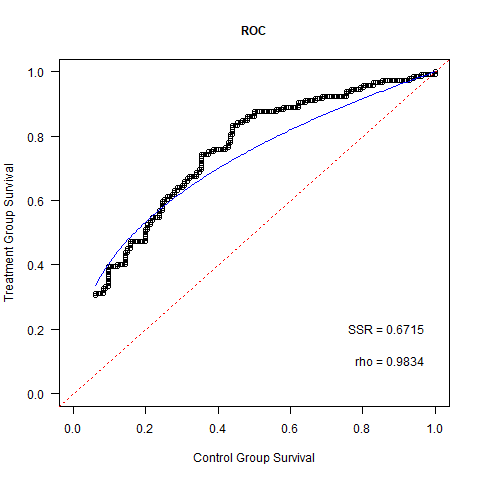 ROC
Treatment Group Survival
1.0
0.8
0.6
0.4
0.2
0.0
SSR = 0.6715
rho = 0.9834
0.0 0.2 0.4 0.6 0.8 1.0
Control Group Survival